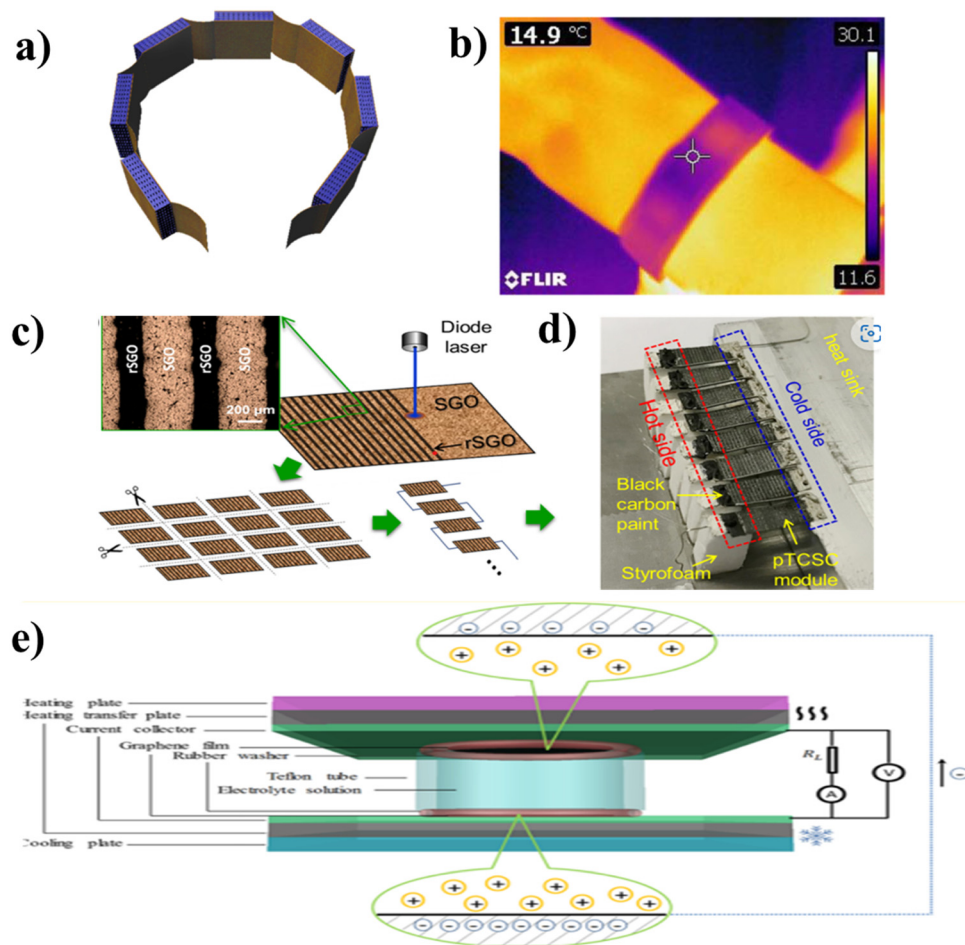 a)
b)
14.9 °C
30.1
11.6
FLIR
c)
rSGO
SGO
rSGO
SGO
200 µm
Diode
laser
SGO
rSGO
d)
heat sink
Cold side
Hot side
Black
carbon
paint
Styrofoam
pTCSC
module
e)
Heating plate
Heating transfer plate
Current collector
Graphene film
Rubber washer
Teflon tube
Electrolyte solution
Cooling plate
R_L
A
V